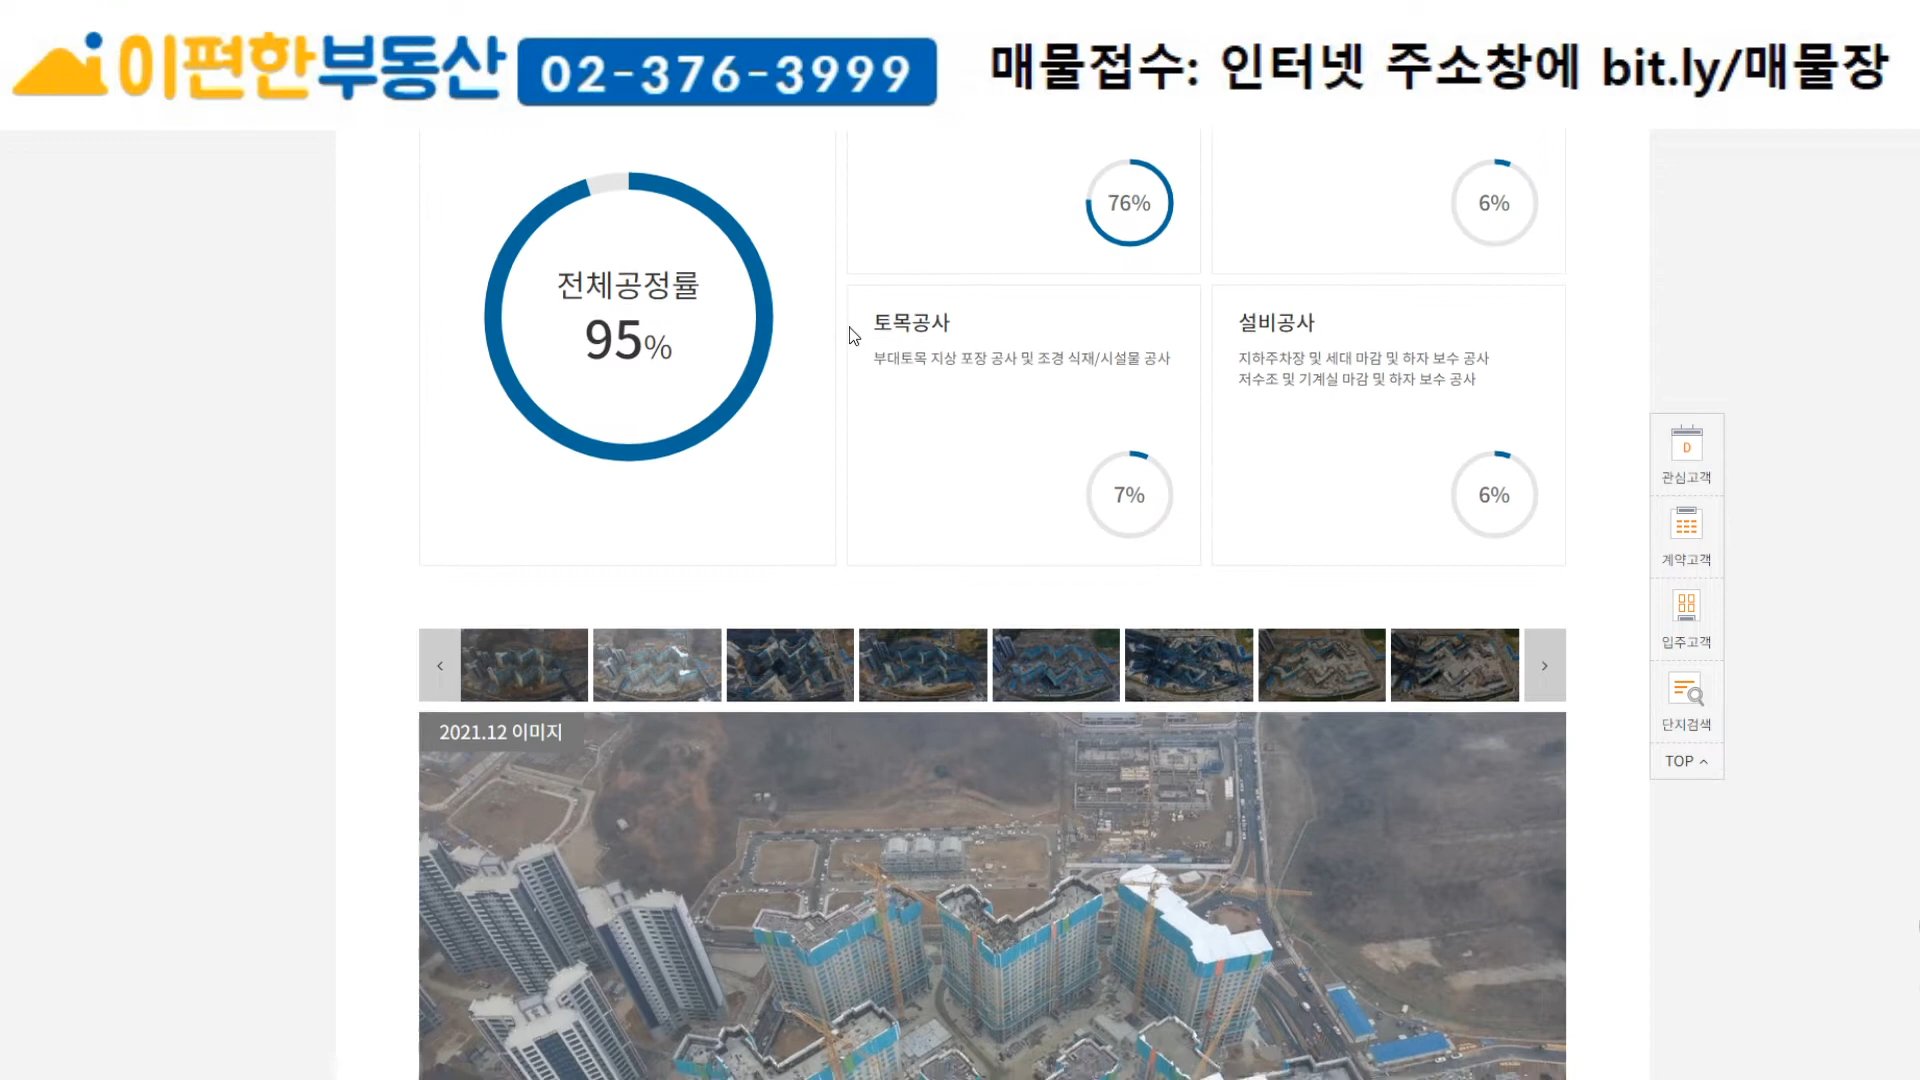 이편한부동산 02-376-3999 매물접수: 인터넷 주소창에 bit.ly/매물장
전체공정률
95%
76%
6%
토목공사
부대토목 지상 포장 공사 및 조경 식재/시설물 공사
7%
설비공사
지하주차장 및 세대 마감 및 하자 보수 공사
저수조 및 기계실 마감 및 하자 보수 공사
6%
2021.12 이미지
D
관심고객
계약고객
입주고객
단지검색
TOP